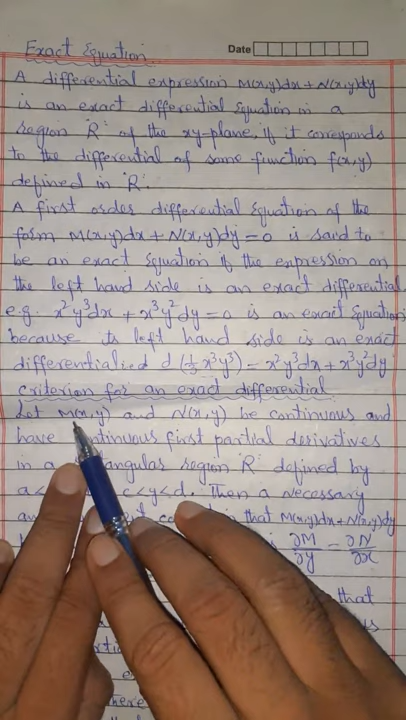 Exact Equation.
Date
A differential expression M(x,y)dx+N(x,y)dy
is an exact differential Equation in a
region 'R' of the xy-plane, if it corresponds
to the differential of some function f(x,y)
defined in 'R'.
A first order differential Equation of the
form M(x,y)dx + N(x,y)dy = 0 is said to
be an exact Equation if the expression on
the left hand side is an exact differential.
e.g. x²y³dx + x³y²dy = 0 is an exact Equation
because its left hand side is an exact
differential i.e d(⅓x³y³) = x²y³dx + x³y²dy
criterion for an exact differential
Let M(x,y) and N(x,y) be continuous and
have continuous first partial derivatives
in a region R defined by
a< c<y<d. Then a Necessary
that M(x,y)dx+N(x,y)dy
∂M/∂y = ∂N/∂x
that